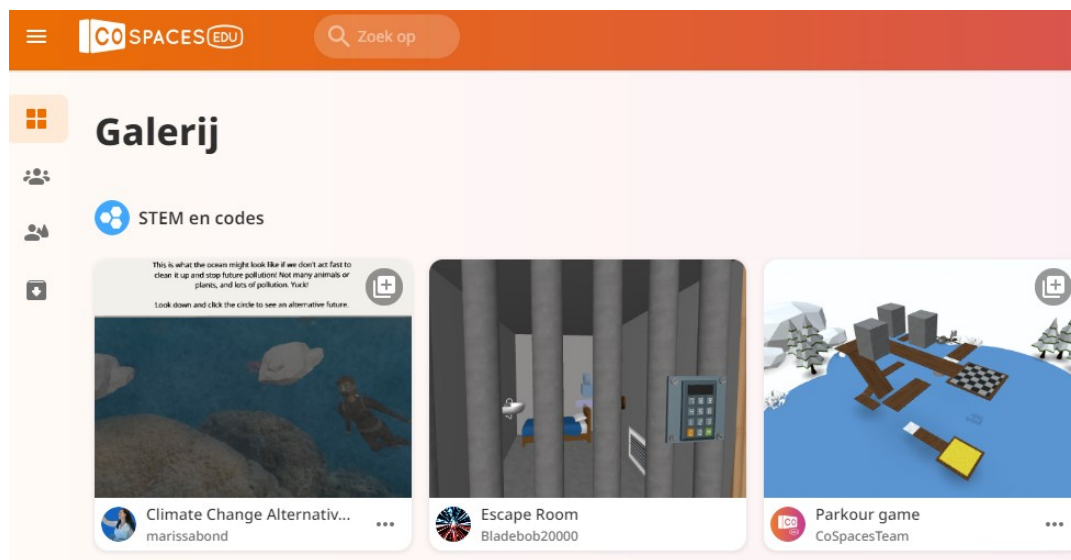 COSPACES EDU
Zoek op
Galerij
STEM en codes
This is what the ocean might look like if we don't act fast to
clean it up and stop future pollution! Not many animals or
plants, and lots of pollution. Yuck!
Look down and click the circle to see an alternative future.
Climate Change Alternativ...
marissabond
Escape Room
Bladebob20000
CO
Parkour game
CoSpacesTeam